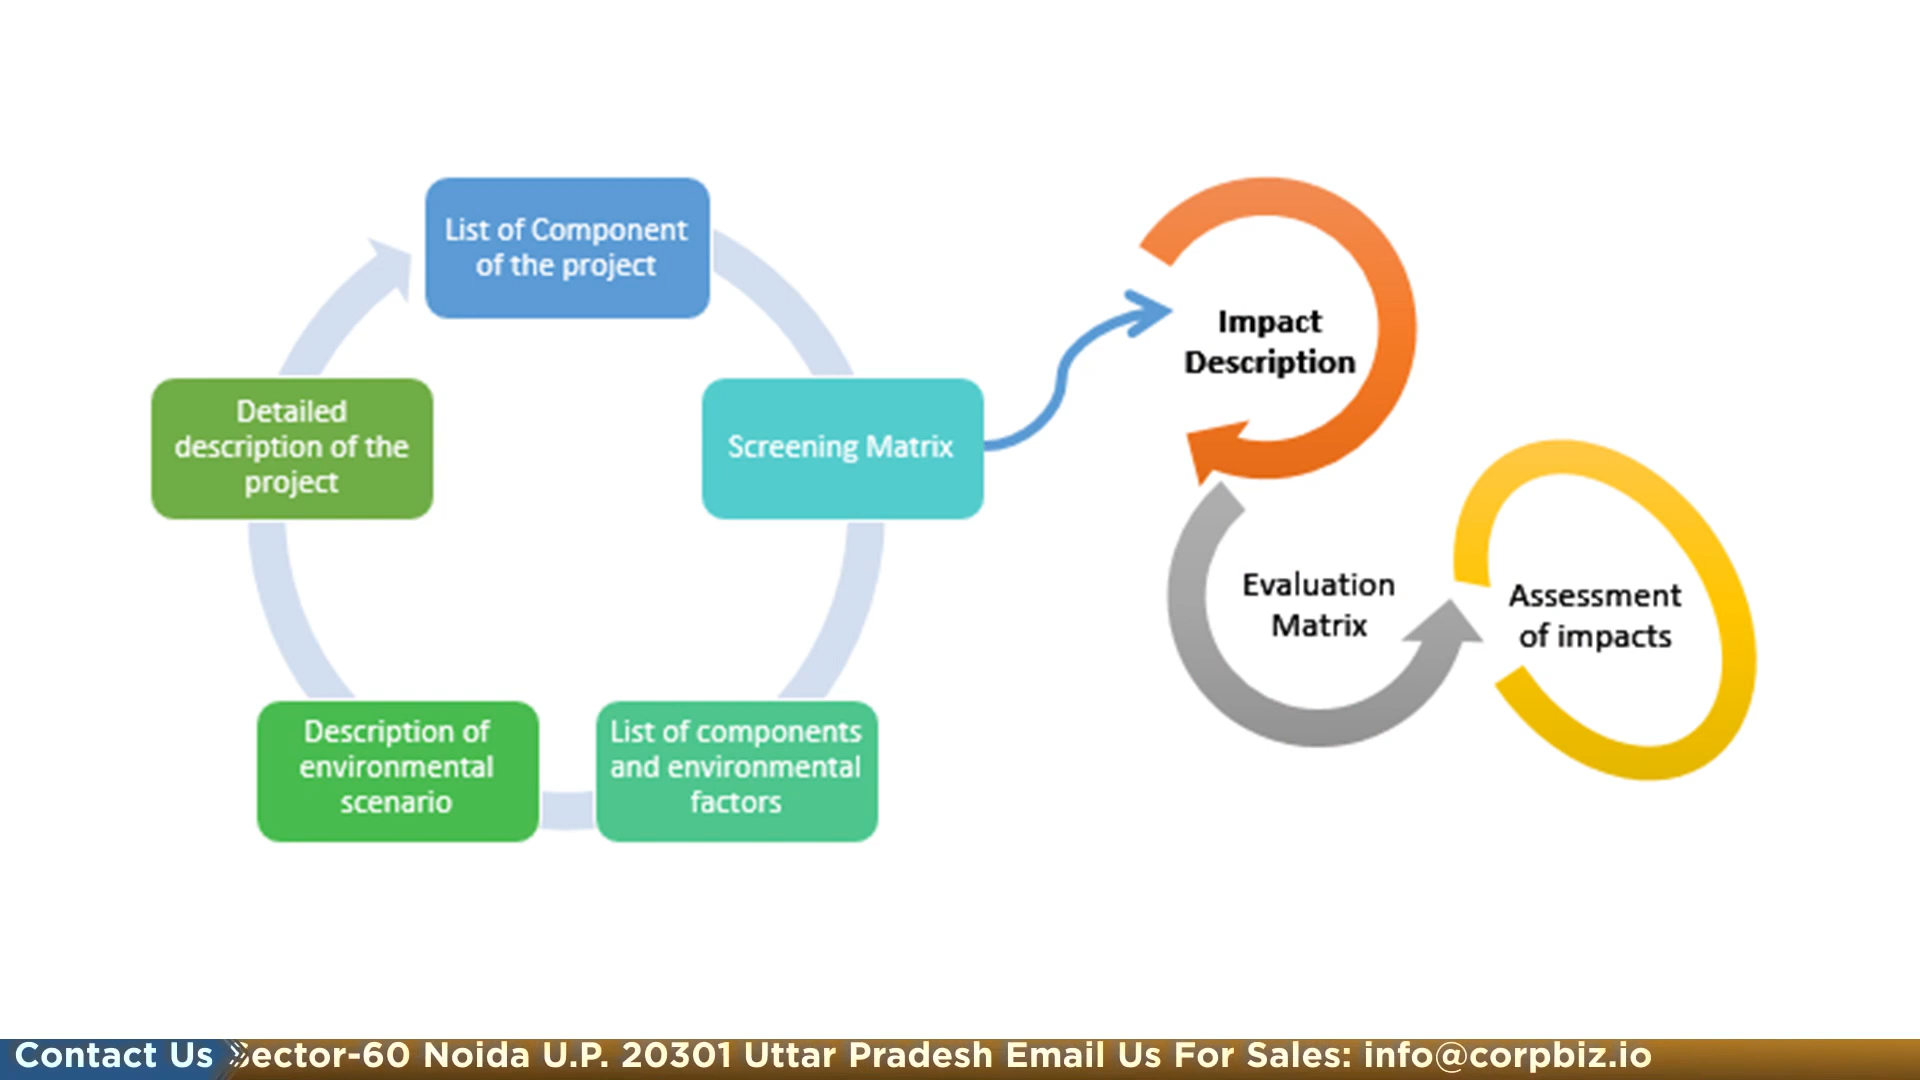 List of Component
of the project
Detailed
description of the
project
Screening Matrix
Description of
environmental
scenario
List of components
and environmental
factors
Impact
Description
Evaluation
Matrix
Assessment
of impacts
Contact Us Sector-60 Noida U.P. 20301 Uttar Pradesh Email Us For Sales: info@corpbiz.io